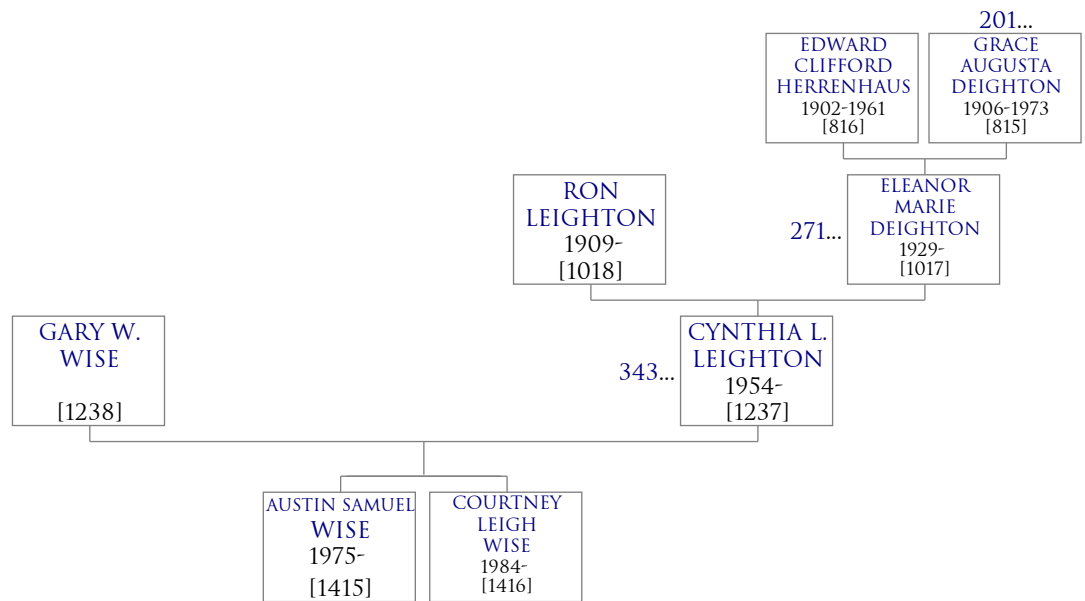 201...
EDWARD
CLIFFORD
HERRENHAUS
1902-1961
[816]
GRACE
AUGUSTA
DEIGHTON
1906-1973
[815]
RON
LEIGHTON
1909-
[1018]
271...
ELEANOR
MARIE
DEIGHTON
1929-
[1017]
GARY W.
WISE
[1238]
343...
CYNTHIA L.
LEIGHTON
1954-
[1237]
AUSTIN SAMUEL
WISE
1975-
[1415]
COURTNEY
LEIGH
WISE
1984-
[1416]